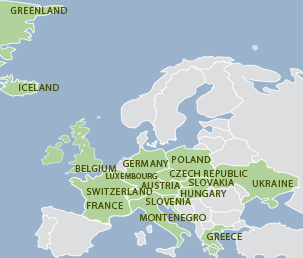 GREENLAND
ICELAND
BELGIUM
GERMANY
POLAND
LUXEMBOURG
CZECH REPUBLIC
SWITZERLAND
AUSTRIA
SLOVAKIA
UKRAINE
HUNGARY
FRANCE
SLOVENIA
MONTENEGRO
GREECE